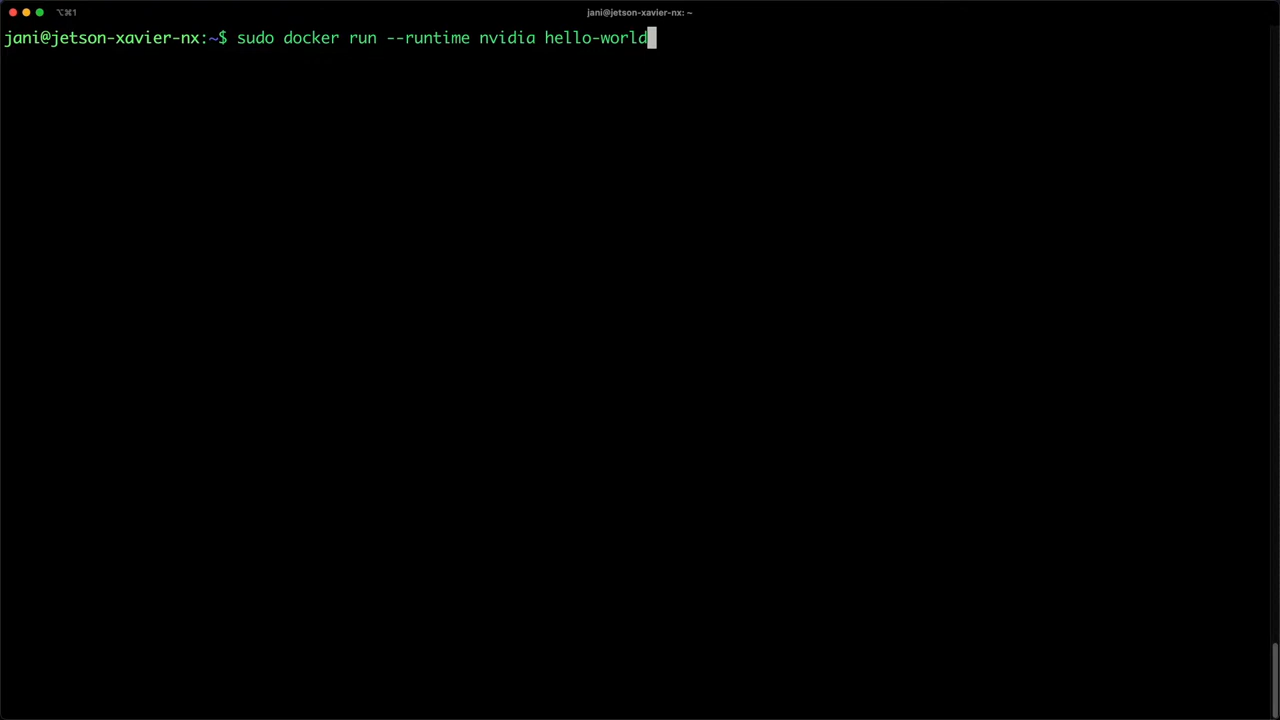 ⌥⌘1
jani@jetson-xavier-nx: ~
jani@jetson-xavier-nx:~$ sudo docker run --runtime nvidia hello-world